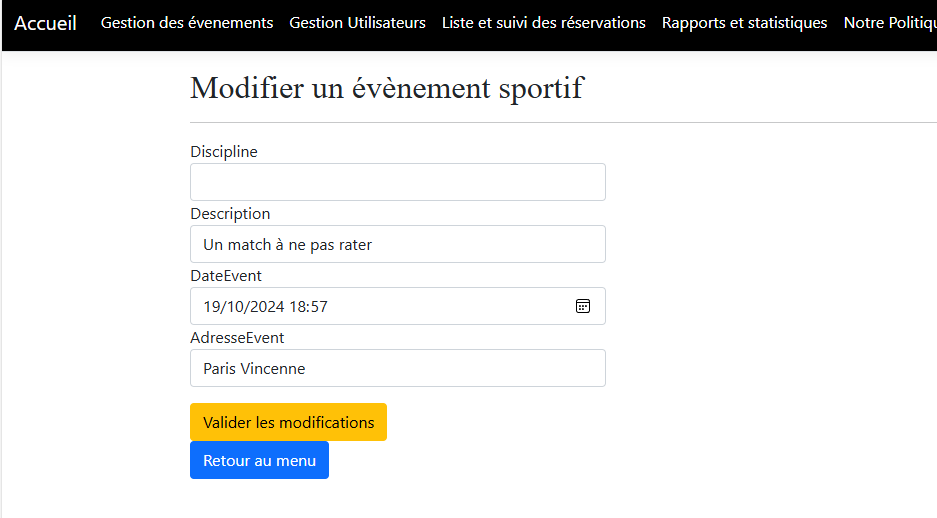 Accueil Gestion des évenements Gestion Utilisateurs Liste et suivi des réservations Rapports et statistiques Notre
Modifier un évènement sportif
Discipline
Description
Un match à ne pas rater
DateEvent
19/10/2024 18:57
AdresseEvent
Paris Vincenne
Valider les modifications
Retour au menu